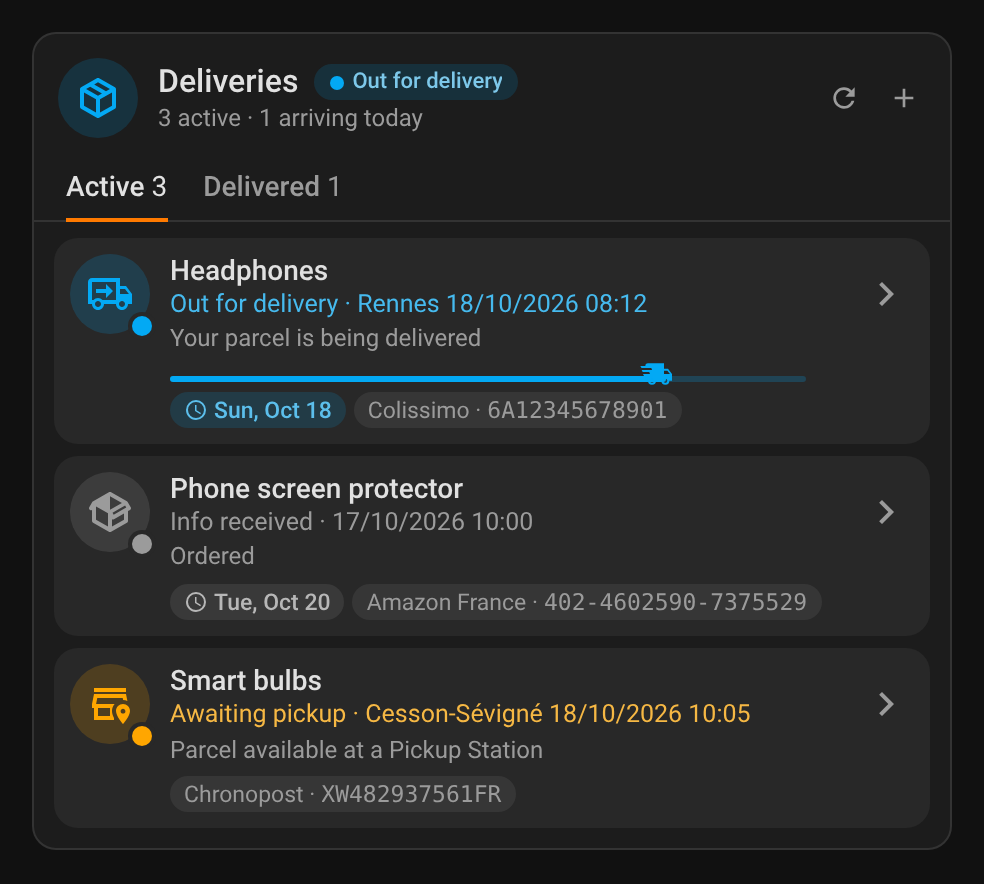 Deliveries
Out for delivery
3 active · 1 arriving today
Active 3
Delivered 1
Headphones
Out for delivery · Rennes 18/10/2026 08:12
Your parcel is being delivered
Sun, Oct 18
Colissimo · 6A12345678901
Phone screen protector
Info received · 17/10/2026 10:00
Ordered
Tue, Oct 20
Amazon France · 402-4602590-7375529
Smart bulbs
Awaiting pickup · Cesson-Sévigné 18/10/2026 10:05
Parcel available at a Pickup Station
Chronopost · XW482937561FR